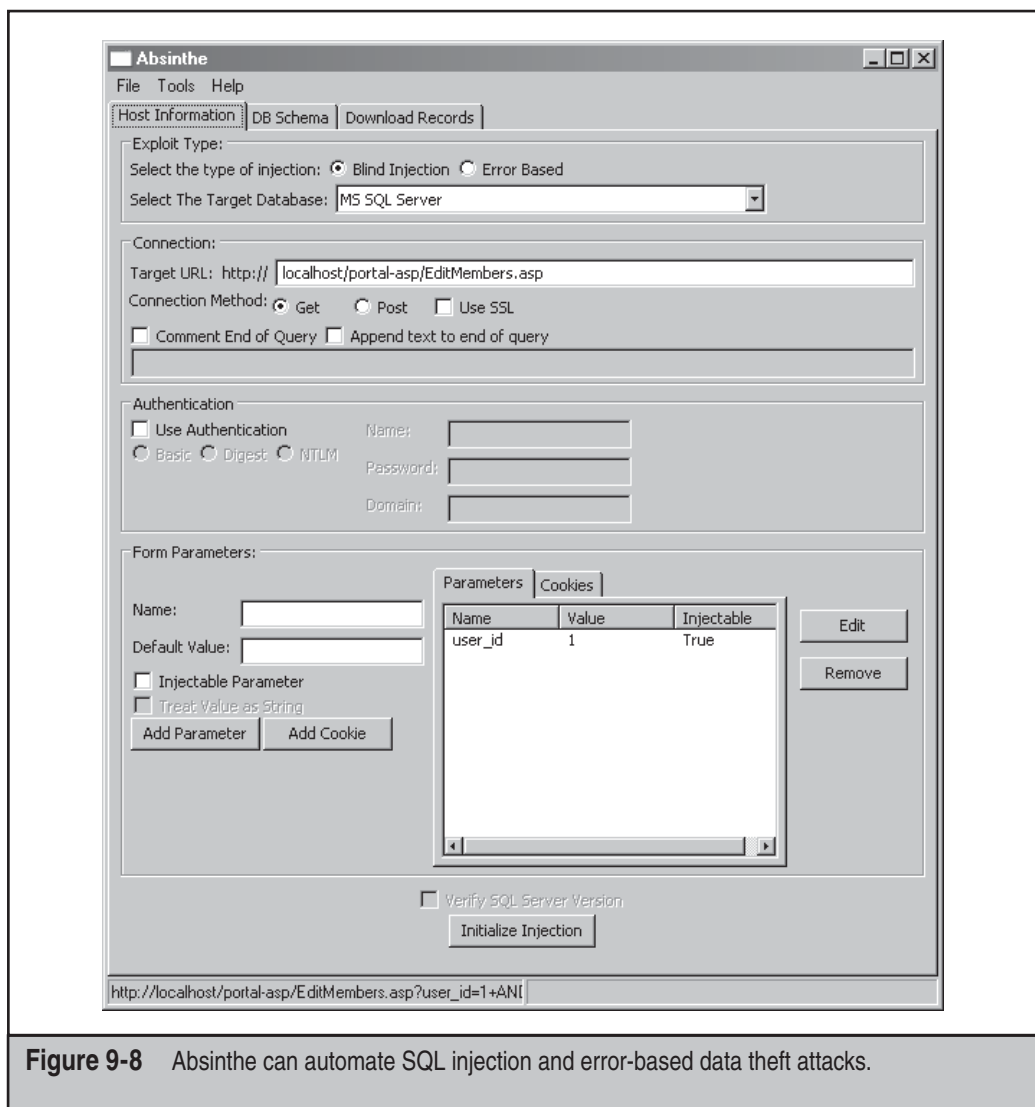 Absinthe
File Tools Help
Host Information DB Schema Download Records
Exploit Type:
Select the type of injection: Blind Injection Error Based
Select The Target Database: MS SQL Server
Connection:
Target URL: http:// localhost/portal-asp/EditMembers.asp
Connection Method: Get Post Use SSL
Comment End of Query Append text to end of query
Authentication
Use Authentication Name:
Basic Digest NTLM
Password:
Domain:
Form Parameters:
Parameters Cookies
Name: Name Value Injectable Edit
user_id 1 True
Default Value:
Remove
Injectable Parameter
Treat Value as String
Add Parameter Add Cookie
Verify SQL Server Version
Initialize Injection
http://localhost/portal-asp/EditMembers.asp?user_id=1+AND
Figure 9-8 Absinthe can automate SQL injection and error-based data theft attacks.